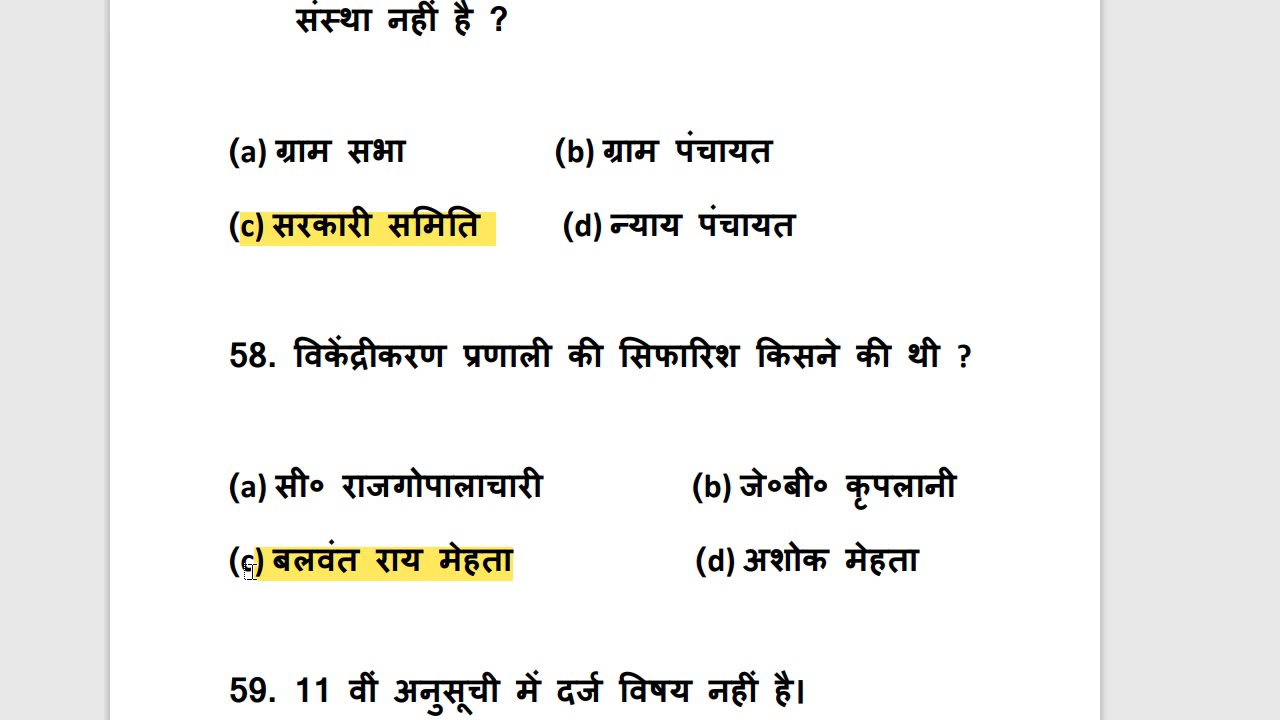 संस्था नहीं है ?
(a) ग्राम सभा (b) ग्राम पंचायत
(c) सरकारी समिति (d) न्याय पंचायत
58. विकेंद्रीकरण प्रणाली की सिफारिश किसने की थी ?
(a) सी० राजगोपालाचारी (b) जे०बी० कृपलानी
(c) बलवंत राय मेहता (d) अशोक मेहता
59. 11 वीं अनुसूची में दर्ज विषय नहीं है।